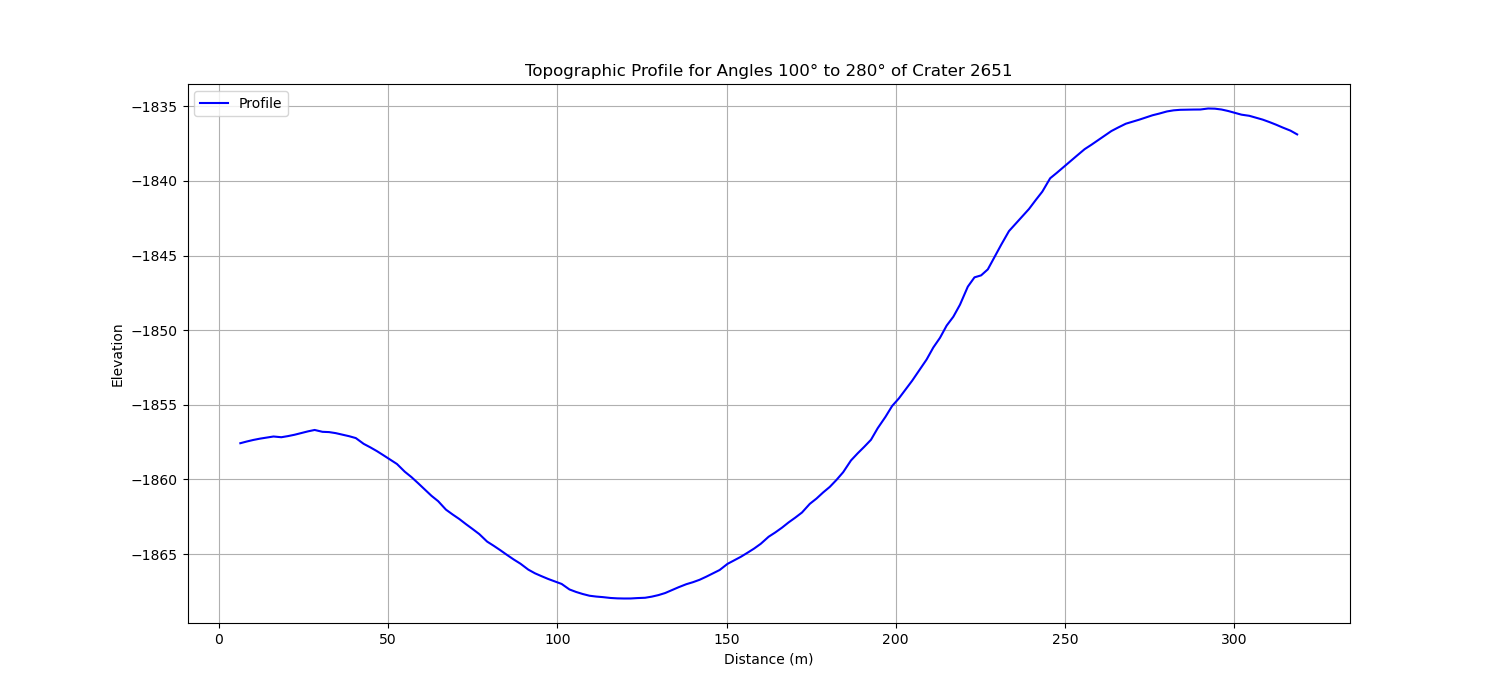 Topographic Profile for Angles 100° to 280° of Crater 2651
Profile
−1835
−1840
−1845
−1850
−1855
−1860
−1865
Elevation
0 50 100 150 200 250 300
Distance (m)